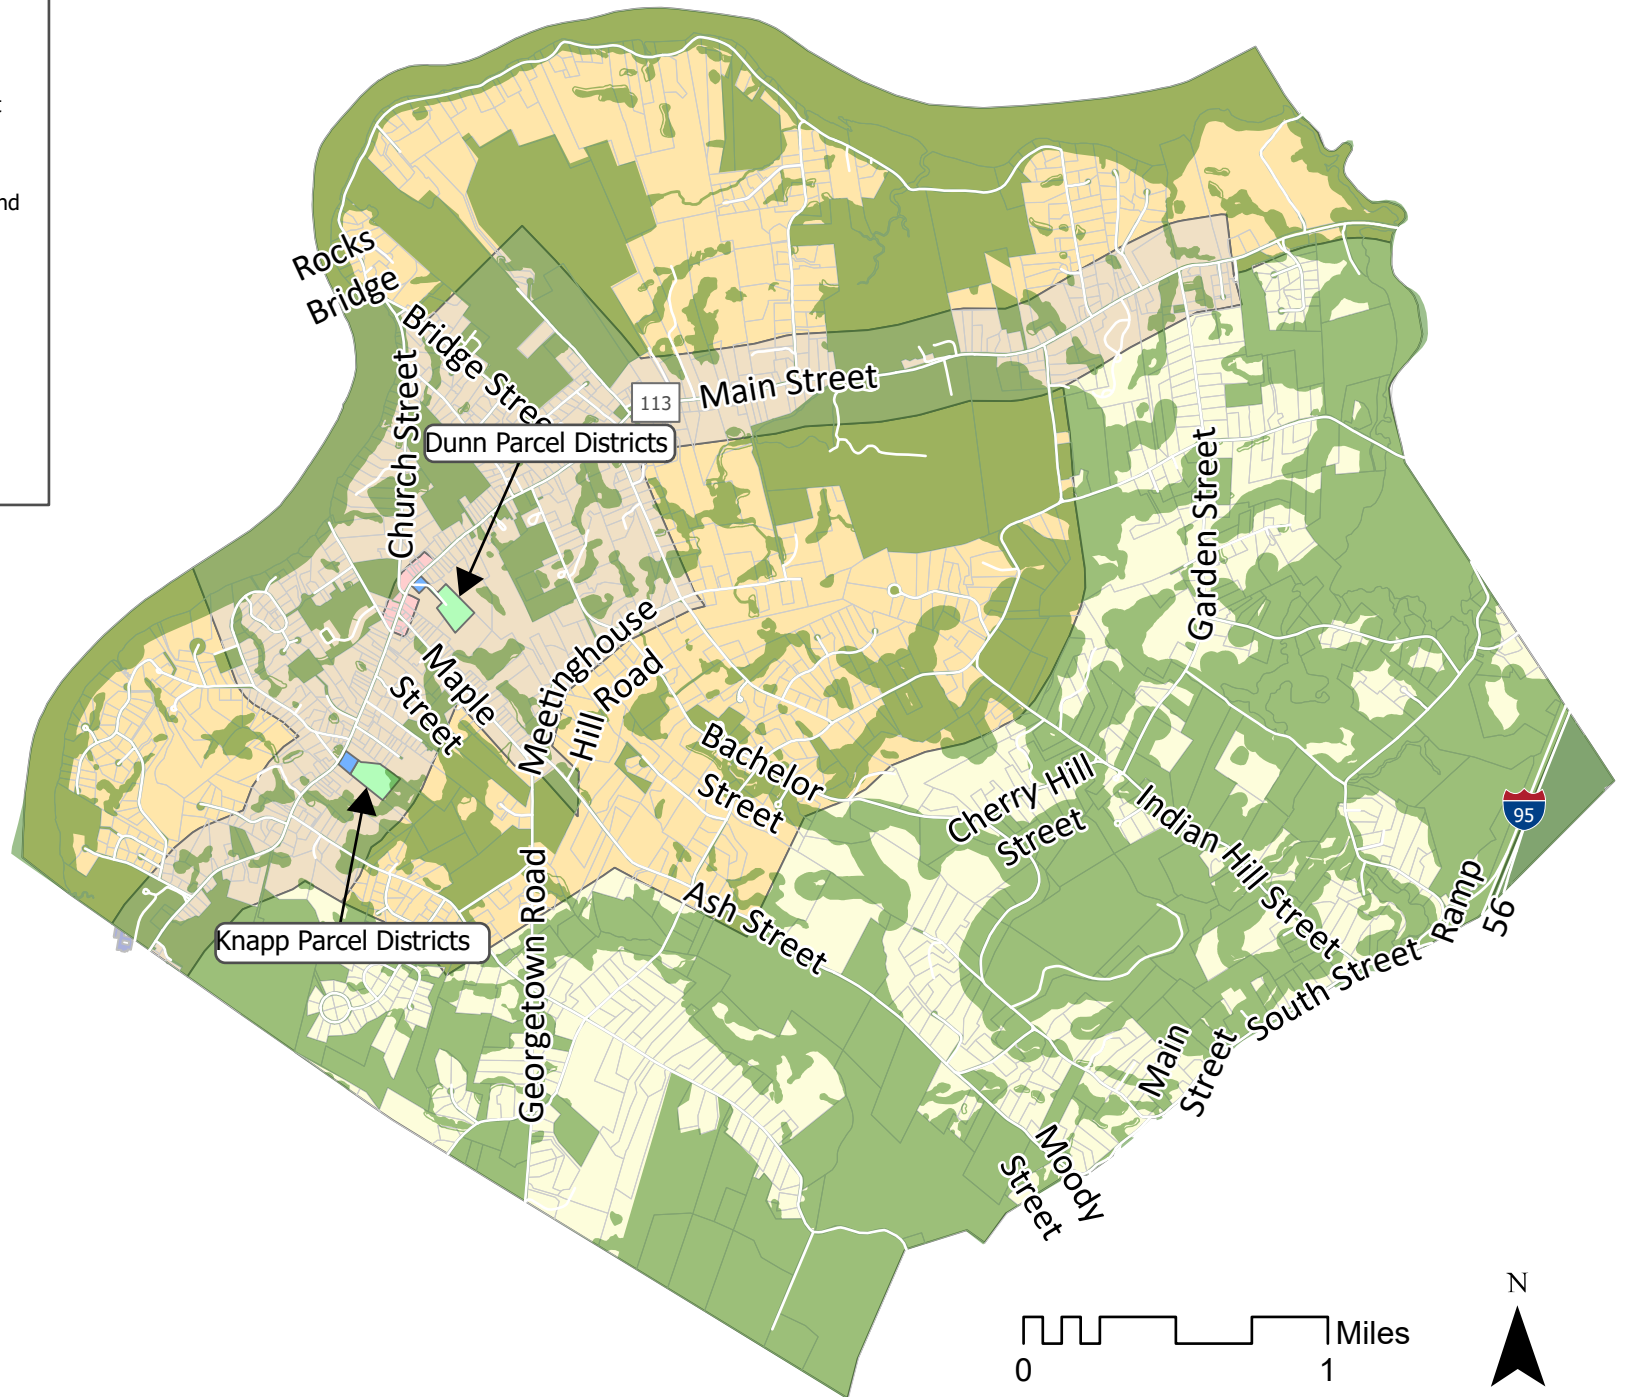 nd
Rocks
Bridge
Bridge Stree
Church Street
113
Main Street
Dunn Parcel Districts
Garden Street
Maple
Street
Meetinghouse
Hill Road
Bachelor
Street
Cherry Hill
Street
Indian Hill Street
95
Ramp
56
Knapp Parcel Districts
Georgetown Road
Ash Street
South Street
Main
Street
Moody
Street
N
Miles
0
1